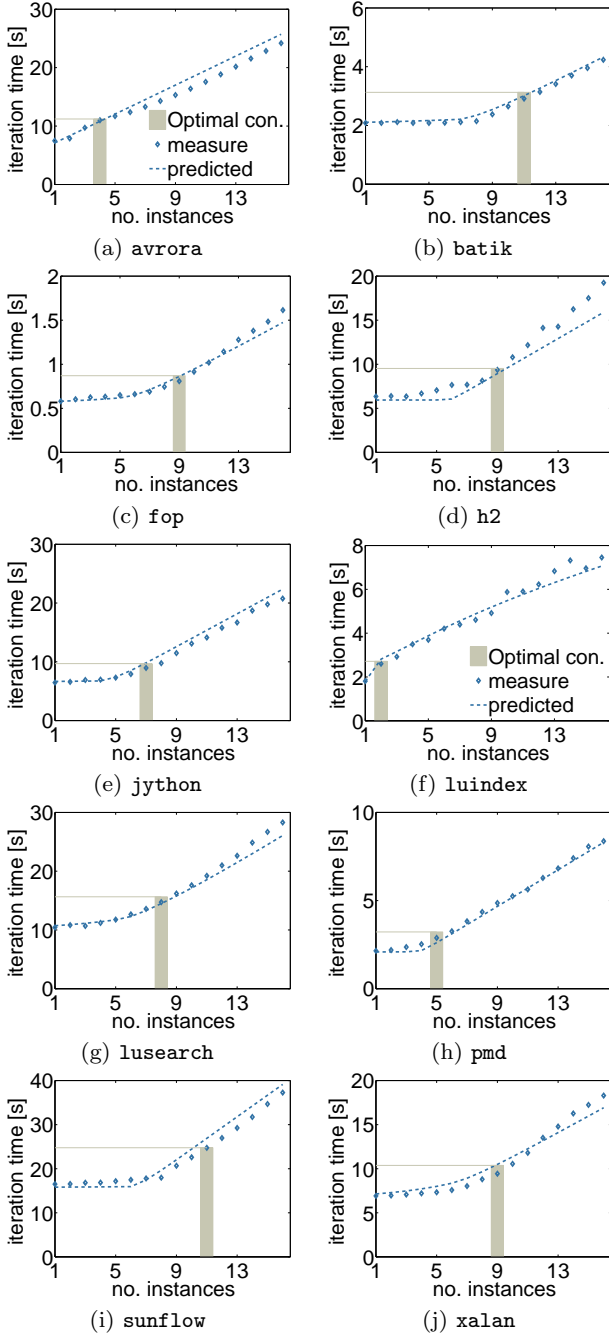 iteration time [s]
30
20
10
0
Optimal con.
measure
predicted
1 5 9 13
no. instances
(a) avrora
iteration time [s]
6
4
2
0
1 5 9 13
no. instances
(b) batik
iteration time [s]
2
1.5
1
0.5
0
1 5 9 13
no. instances
(c) fop
iteration time [s]
20
15
10
5
0
1 5 9 13
no. instances
(d) h2
iteration time [s]
30
20
10
0
1 5 9 13
no. instances
(e) jython
iteration time [s]
8
6
4
2
0
Optimal con.
measure
predicted
1 5 9 13
no. instances
(f) luindex
iteration time [s]
30
20
10
0
1 5 9 13
no. instances
(g) lusearch
iteration time [s]
10
5
0
1 5 9 13
no. instances
(h) pmd
iteration time [s]
40
30
20
10
0
1 5 9 13
no. instances
(i) sunflow
iteration time [s]
20
15
10
5
0
1 5 9 13
no. instances
(j) xalan